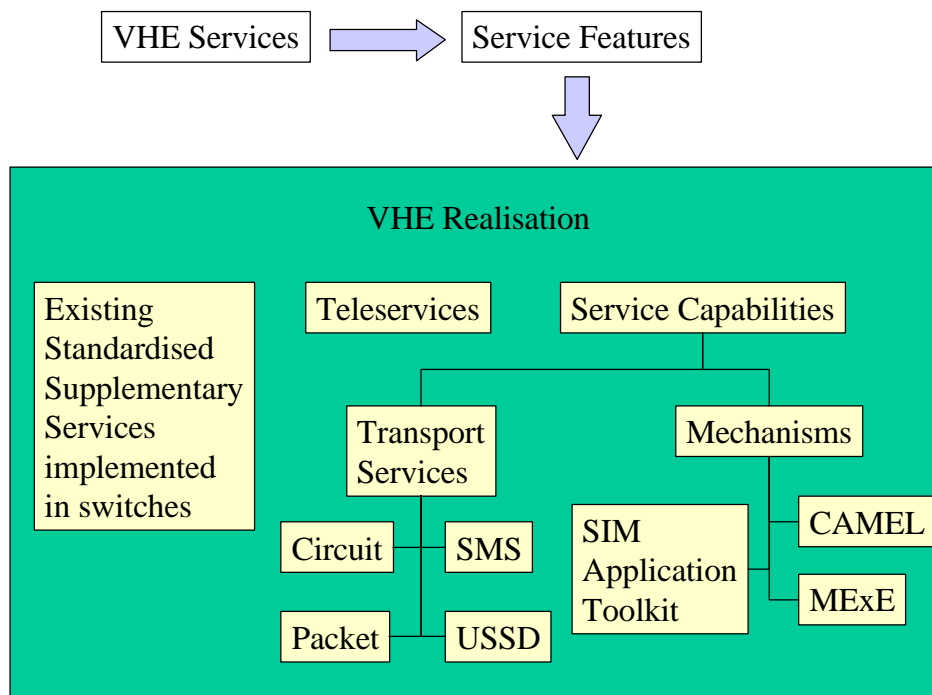 VHE Services
Service Features
VHE Realisation
Existing
Standardised
Supplementary
Services
implemented
in switches
Teleservices
Service Capabilities
Transport
Services
Mechanisms
Circuit
SMS
Packet
USSD
SIM
Application
Toolkit
CAMEL
MExE